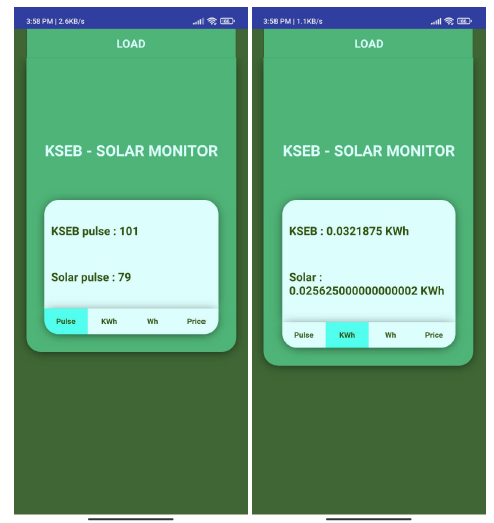 3:58 PM | 2.6KB/s
LOAD
KSEB - SOLAR MONITOR
KSEB pulse : 101
Solar pulse : 79
Pulse KWh Wh Price
3:58 PM | 1.1KB/s
LOAD
KSEB - SOLAR MONITOR
KSEB : 0.0321875 KWh
Solar :
0.025625000000000002 KWh
Pulse KWh Wh Price